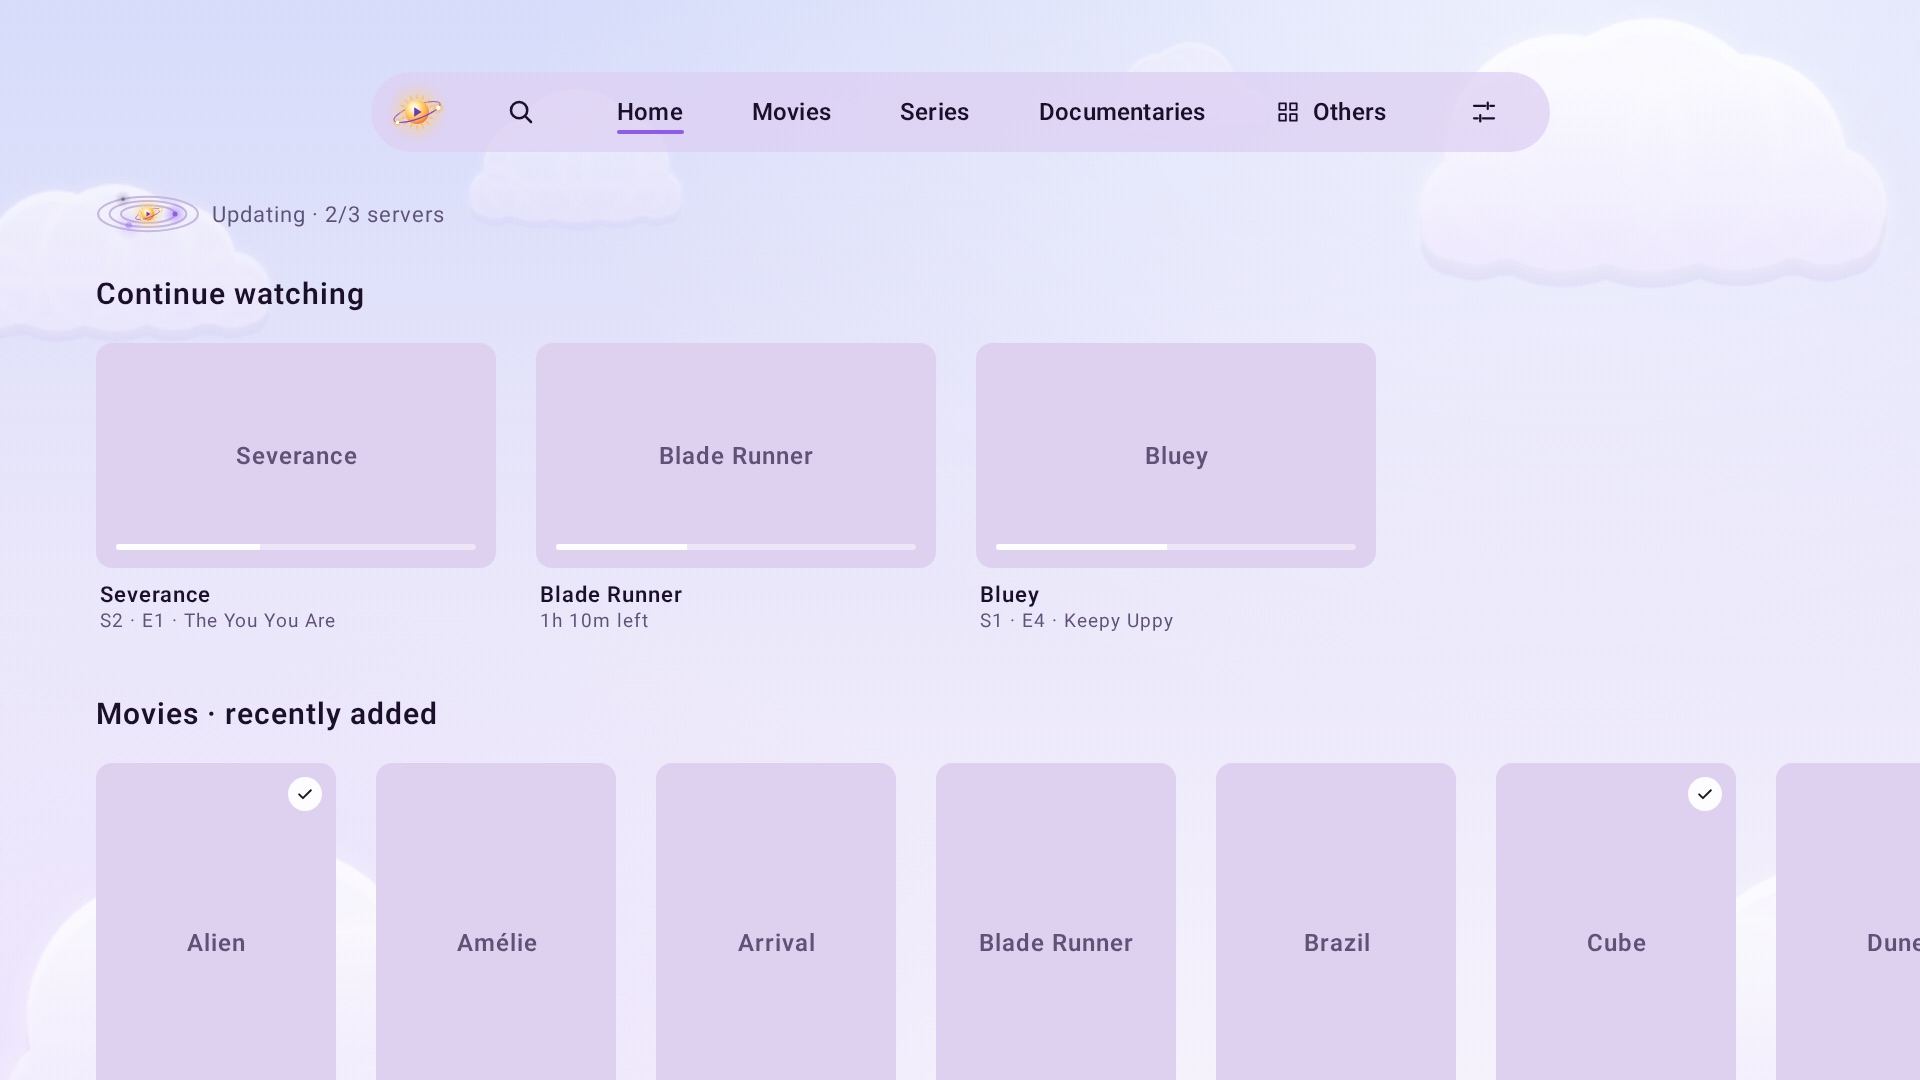 Home
Movies
Series
Documentaries
Others
Updating · 2/3 servers
Continue watching
Severance
Blade Runner
Bluey
Severance
S2 · E1 · The You You Are
Blade Runner
1h 10m left
Bluey
S1 · E4 · Keepy Uppy
Movies · recently added
Alien
Amélie
Arrival
Blade Runner
Brazil
Cube
Dune